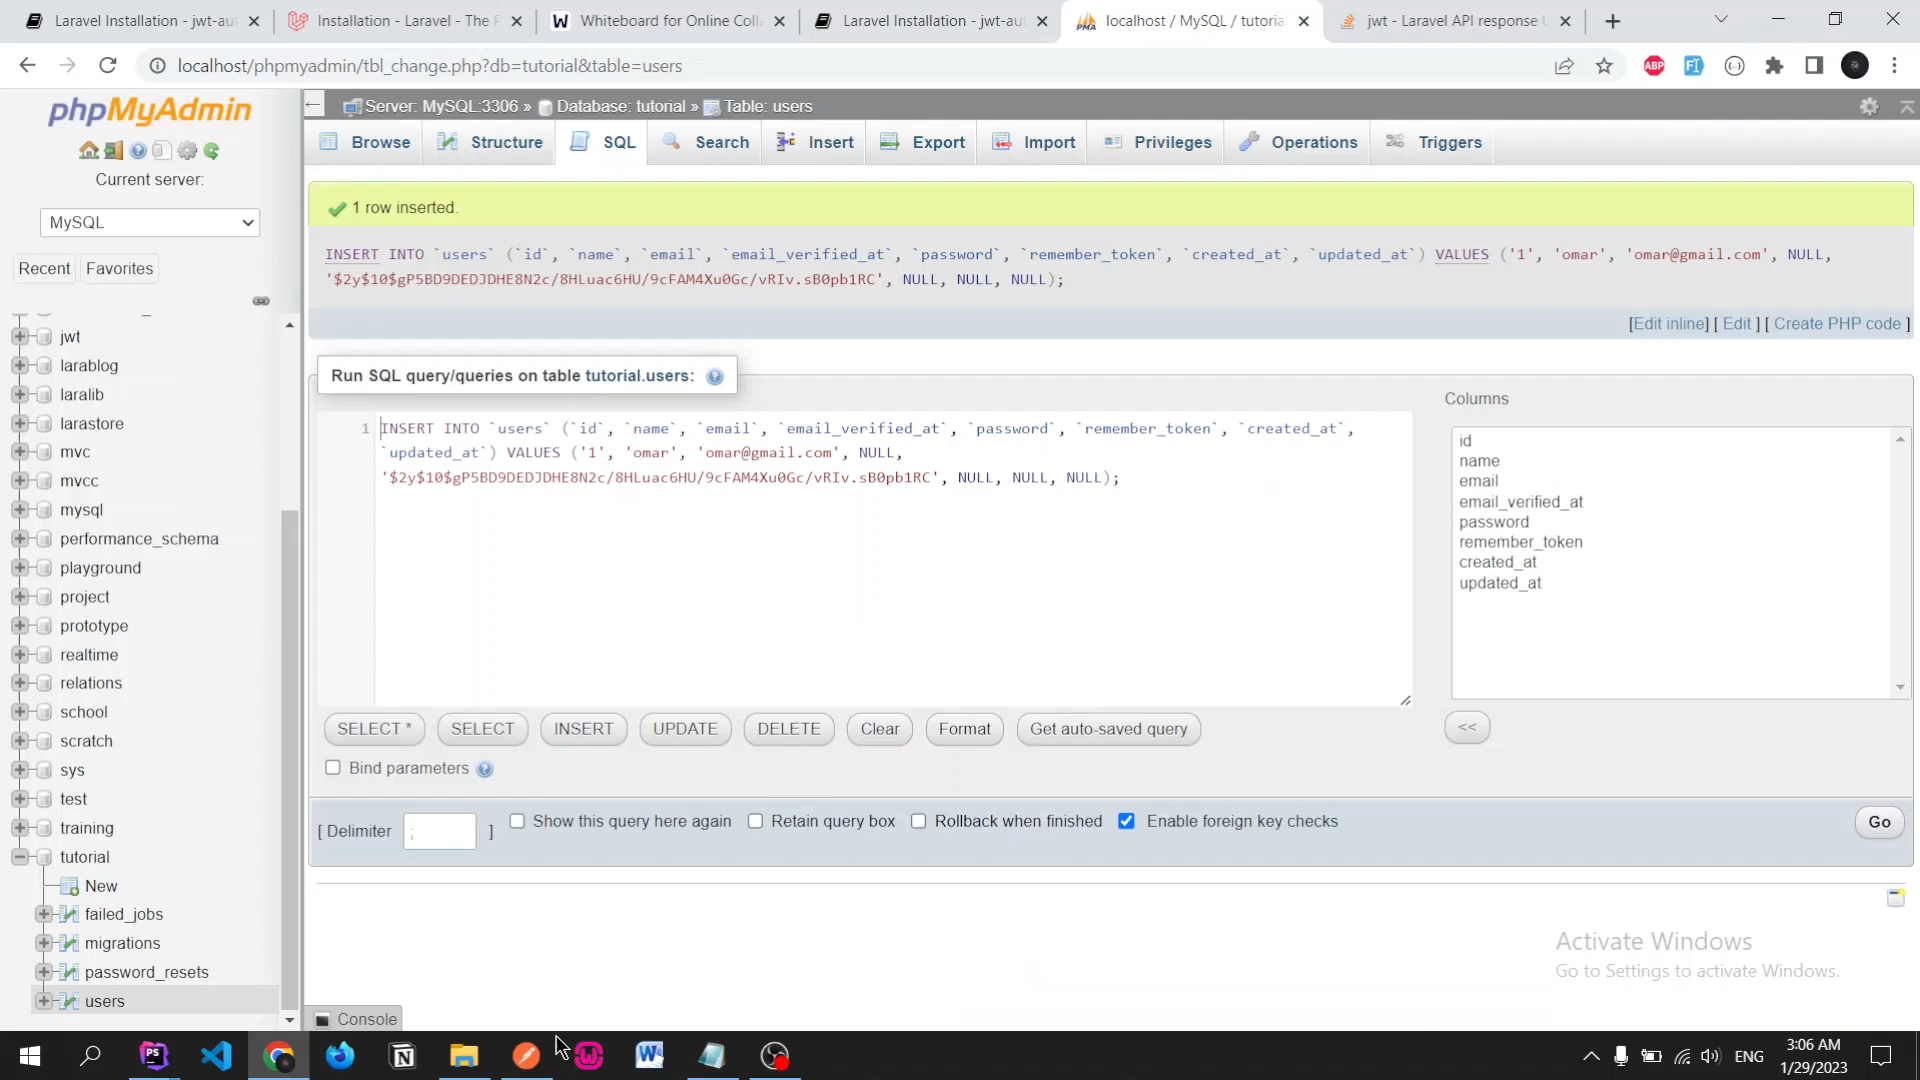 Laravel Installation - jwt-au
Installation - Laravel - The P
Whiteboard for Online Colla
Laravel Installation - jwt-au
localhost / MySQL / tutoria
jwt - Laravel API response U
localhost/phpmyadmin/tbl_change.php?db=tutorial&table=users
ABP
phpMyAdmin
Server: MySQL:3306 » Database: tutorial » Table: users
Browse
Structure
SQL
Search
Insert
Export
Import
Privileges
Operations
Triggers
Current server:
MySQL
Recent
Favorites
jwt
larablog
laralib
larastore
mvc
mvcc
mysql
performance_schema
playground
project
prototype
realtime
relations
school
scratch
sys
test
training
tutorial
New
failed_jobs
migrations
password_resets
users
1 row inserted.
INSERT INTO `users` (`id`, `name`, `email`, `email_verified_at`, `password`, `remember_token`, `created_at`, `updated_at`) VALUES ('1', 'omar', 'omar@gmail.com', NULL,
'$2y$10$gP5BD9DEDJDHE8N2c/8HLuac6HU/9cFAM4Xu0Gc/vRIv.sB0pb1RC', NULL, NULL, NULL);
[Edit inline] [ Edit ] [ Create PHP code ]
Run SQL query/queries on table tutorial.users:
1
INSERT INTO `users` (`id`, `name`, `email`, `email_verified_at`, `password`, `remember_token`, `created_at`,
`updated_at`) VALUES ('1', 'omar', 'omar@gmail.com', NULL,
'$2y$10$gP5BD9DEDJDHE8N2c/8HLuac6HU/9cFAM4Xu0Gc/vRIv.sB0pb1RC', NULL, NULL, NULL);
Columns
id
name
email
email_verified_at
password
remember_token
created_at
updated_at
SELECT *
SELECT
INSERT
UPDATE
DELETE
Clear
Format
Get auto-saved query
<<
Bind parameters
[ Delimiter ; ]
Show this query here again
Retain query box
Rollback when finished
Enable foreign key checks
Go
Activate Windows
Go to Settings to activate Windows.
Console
ENG
3:06 AM
1/29/2023